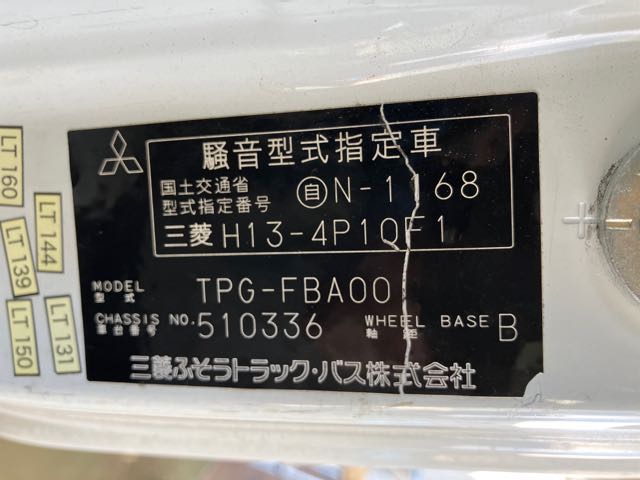 騒音型式指定車
国土交通省
型式指定番号
自N-1168
三菱 H13-4P10F1
MODEL
型式
TPG-FBA00
CHASSIS NO.
車台番号
510336
WHEEL BASE
軸距
B
三菱ふそうトラック・バス株式会社
LT 160
LT 144
LT 139
LT 131
LT 150